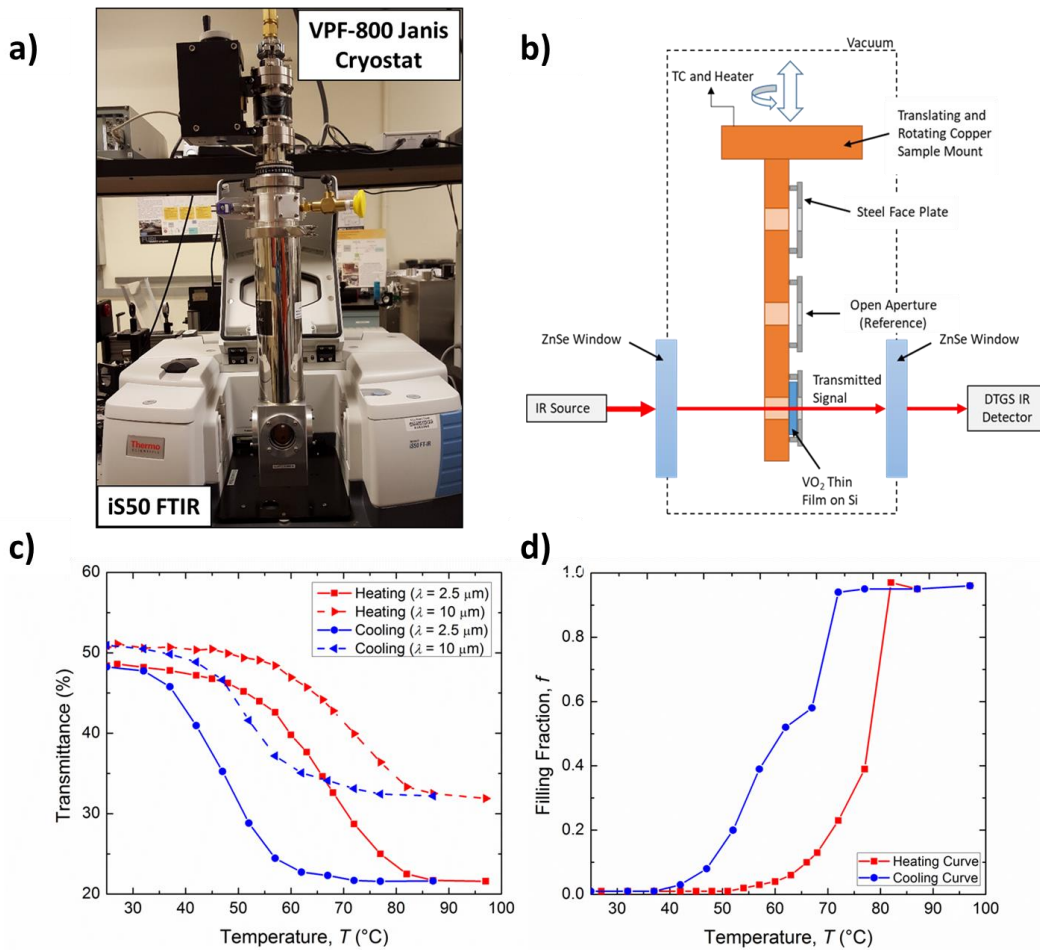 a)
VPF-800 Janis
Cryostat
Thermo
SCIENTIFIC
iS50 FT-IR
iS50 FTIR
b)
Vacuum
TC and Heater
Translating and
Rotating Copper
Sample Mount
Steel Face Plate
Open Aperture
(Reference)
ZnSe Window
ZnSe Window
Transmitted
Signal
IR Source
DTGS IR
Detector
VO₂ Thin
Film on Si
c)
60
50
40
30
20
Transmittance (%)
Heating (λ = 2.5 μm)
Heating (λ = 10 μm)
Cooling (λ = 2.5 μm)
Cooling (λ = 10 μm)
30 40 50 60 70 80 90 100
Temperature, T (°C)
d)
1.0
0.8
0.6
0.4
0.2
0.0
Filling Fraction, f
Heating Curve
Cooling Curve
30 40 50 60 70 80 90 100
Temperature, T (°C)